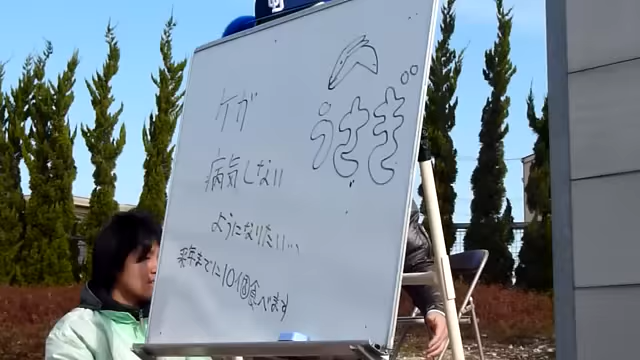 うさぎ
ケガ
病気しない
ようになりたい…
来年までに10個食べます